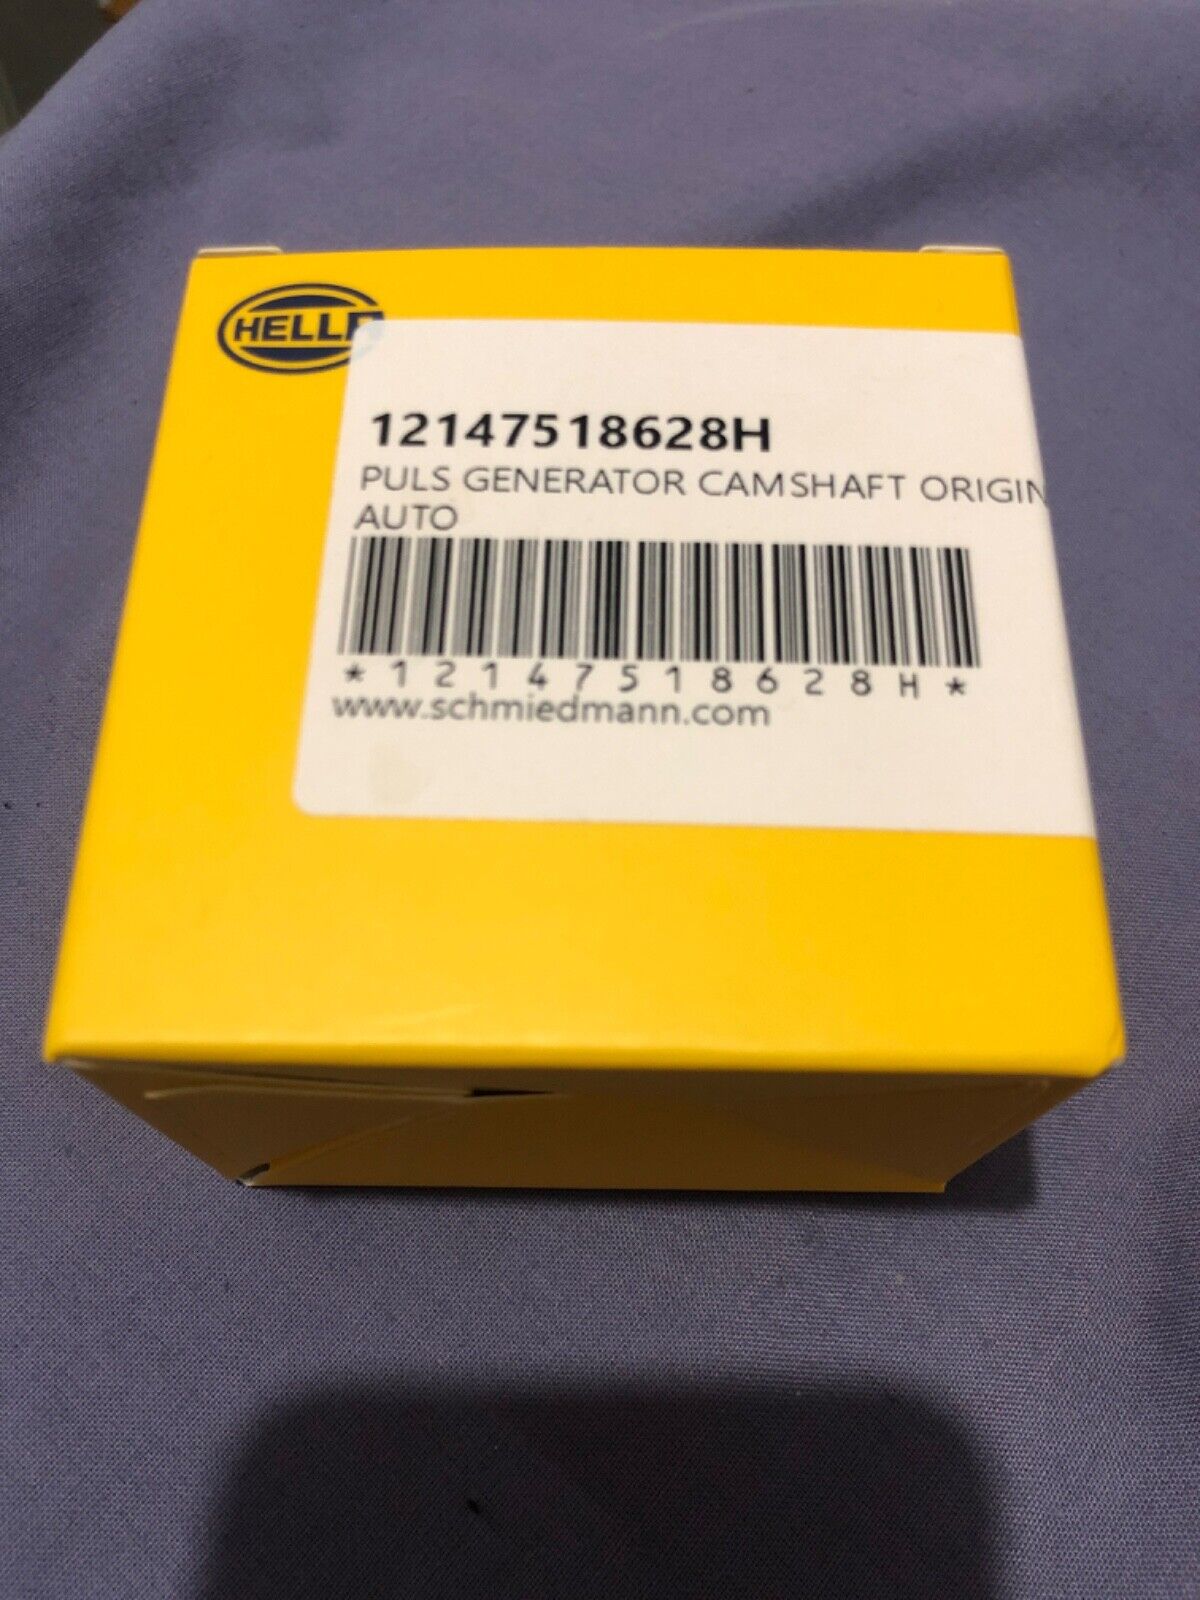 HELL
12147518628H
PULS GENERATOR CAMSHAFT ORIGIN
AUTO
*12147518628H*
www.schmiedmann.com